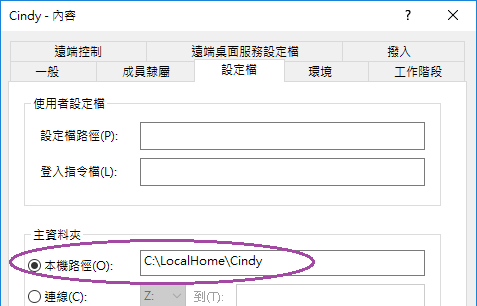 Cindy - 內容
?
遠端控制
遠端桌面服務設定檔
撥入
一般
成員隸屬
設定檔
環境
工作階段
使用者設定檔
設定檔路徑(P):
登入指令檔(L):
主資料夾
本機路徑(O):
C:\LocalHome\Cindy
連線(C):
Z:
到(T):